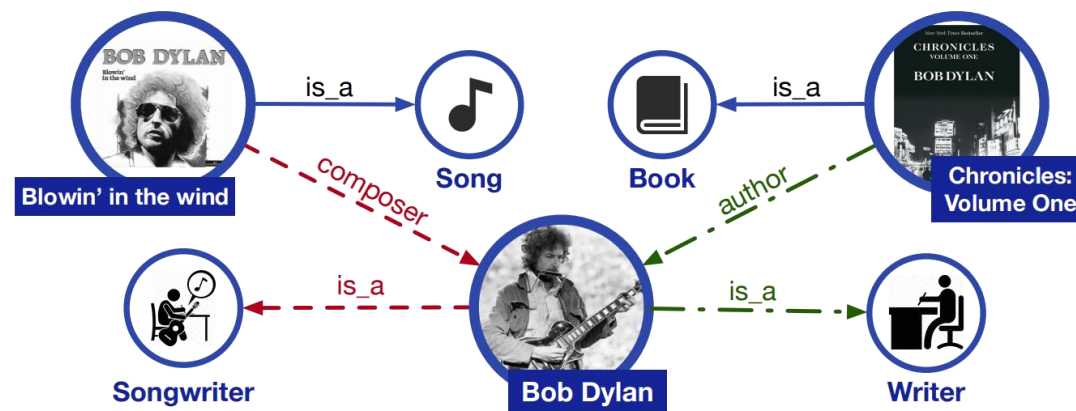 BOB DYLAN
Blowin'
In the wind
Blowin' in the wind
is_a
Song
Book
is_a
New York Times Bestseller
CHRONICLES
VOLUME ONE
BOB DYLAN
Chronicles:
Volume One
composer
author
is_a
Songwriter
Bob Dylan
is_a
Writer